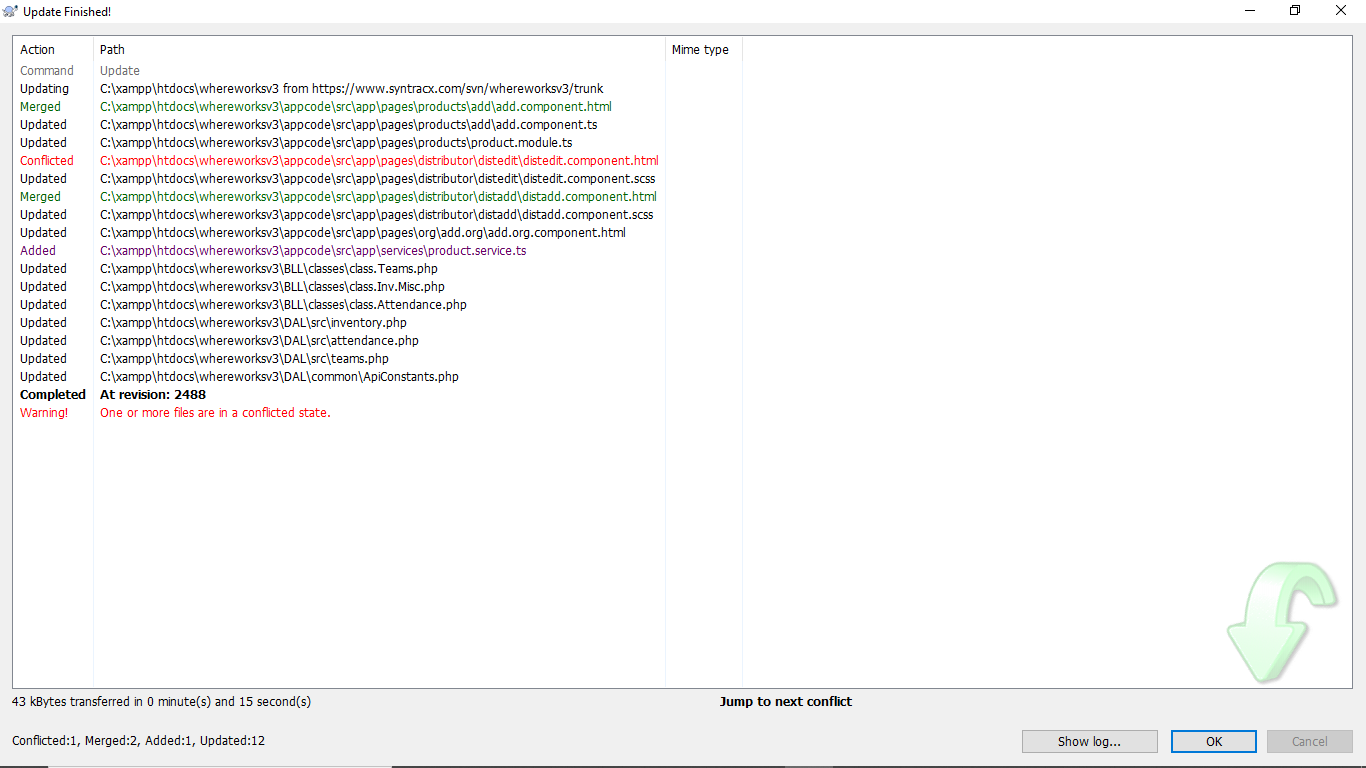 Update Finished!
Action Path Mime type
Command Update
Updating C:\xampp\htdocs\whereworksv3 from https://www.syntracx.com/svn/whereworksv3/trunk
Merged C:\xampp\htdocs\whereworksv3\appcode\src\app\pages\products\add\add.component.html
Updated C:\xampp\htdocs\whereworksv3\appcode\src\app\pages\products\add\add.component.ts
Updated C:\xampp\htdocs\whereworksv3\appcode\src\app\pages\products\product.module.ts
Conflicted C:\xampp\htdocs\whereworksv3\appcode\src\app\pages\distributor\distedit\distedit.component.html
Updated C:\xampp\htdocs\whereworksv3\appcode\src\app\pages\distributor\distedit\distedit.component.scss
Merged C:\xampp\htdocs\whereworksv3\appcode\src\app\pages\distributor\distadd\distadd.component.html
Updated C:\xampp\htdocs\whereworksv3\appcode\src\app\pages\distributor\distadd\distadd.component.scss
Updated C:\xampp\htdocs\whereworksv3\appcode\src\app\pages\org\add.org\add.org.component.html
Added C:\xampp\htdocs\whereworksv3\appcode\src\app\services\product.service.ts
Updated C:\xampp\htdocs\whereworksv3\BLL\classes\class.Teams.php
Updated C:\xampp\htdocs\whereworksv3\BLL\classes\class.Inv.Misc.php
Updated C:\xampp\htdocs\whereworksv3\BLL\classes\class.Attendance.php
Updated C:\xampp\htdocs\whereworksv3\DAL\src\inventory.php
Updated C:\xampp\htdocs\whereworksv3\DAL\src\attendance.php
Updated C:\xampp\htdocs\whereworksv3\DAL\src\teams.php
Updated C:\xampp\htdocs\whereworksv3\DAL\common\ApiConstants.php
Completed At revision: 2488
Warning! One or more files are in a conflicted state.
43 kBytes transferred in 0 minute(s) and 15 second(s) Jump to next conflict
Conflicted:1, Merged:2, Added:1, Updated:12 Show log... OK Cancel